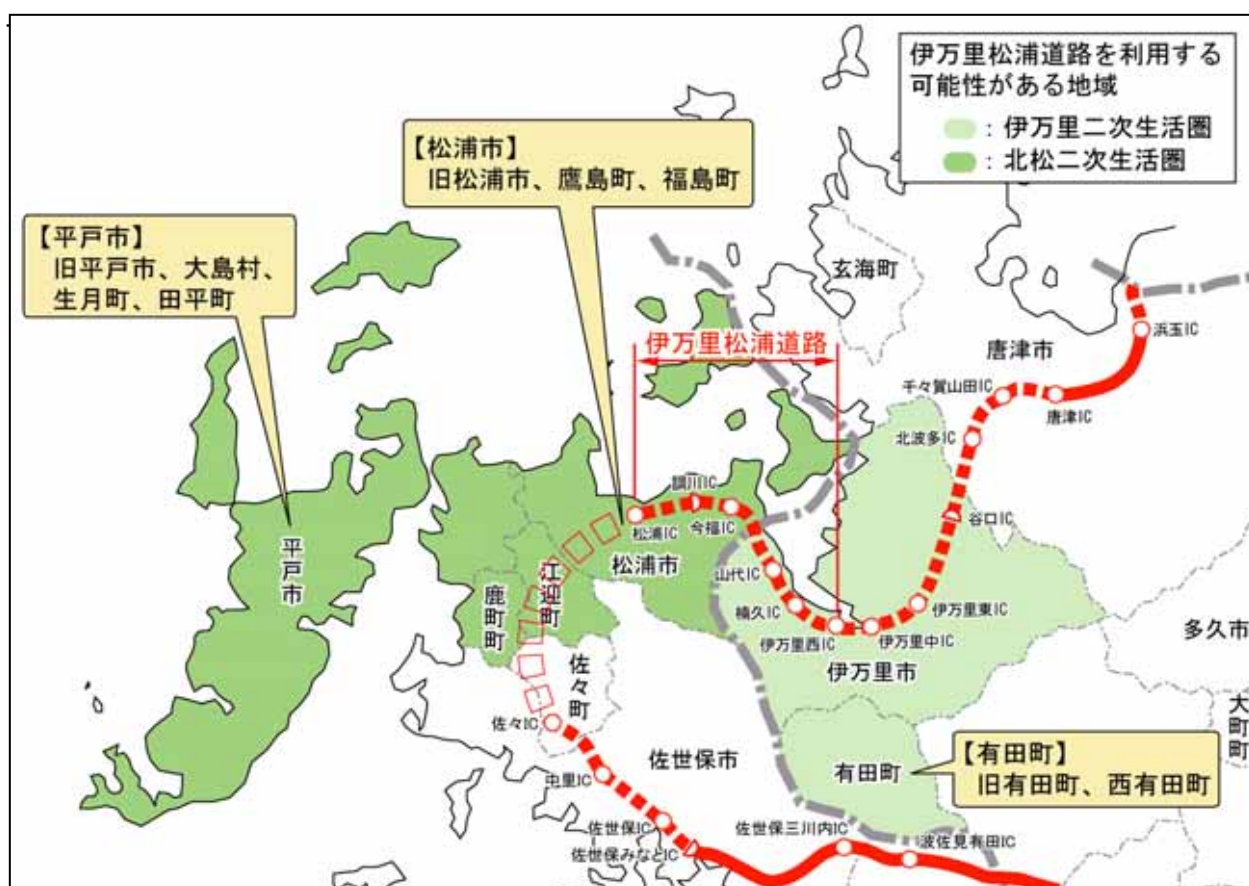 伊万里松浦道路を利用する
可能性がある地域
：伊万里二次生活圏
：北松二次生活圏
【松浦市】
旧松浦市、鷹島町、福島町
【平戸市】
旧平戸市、大島村、
生月町、田平町
玄海町
伊万里松浦道路
唐津市
浜玉IC
千々賀山田IC
唐津IC
北波多IC
谷口IC
調川IC
今福IC
松浦IC
松浦市
平戸市
江迎町
鹿町町
山代IC
楠久IC
伊万里西IC
伊万里中IC
伊万里東IC
伊万里市
多久市
大町町
佐々町
佐々IC
佐世保市
中里IC
有田町
【有田町】
旧有田町、西有田町
佐世保IC
佐世保みなとIC
佐世保三川内IC
波佐見有田IC